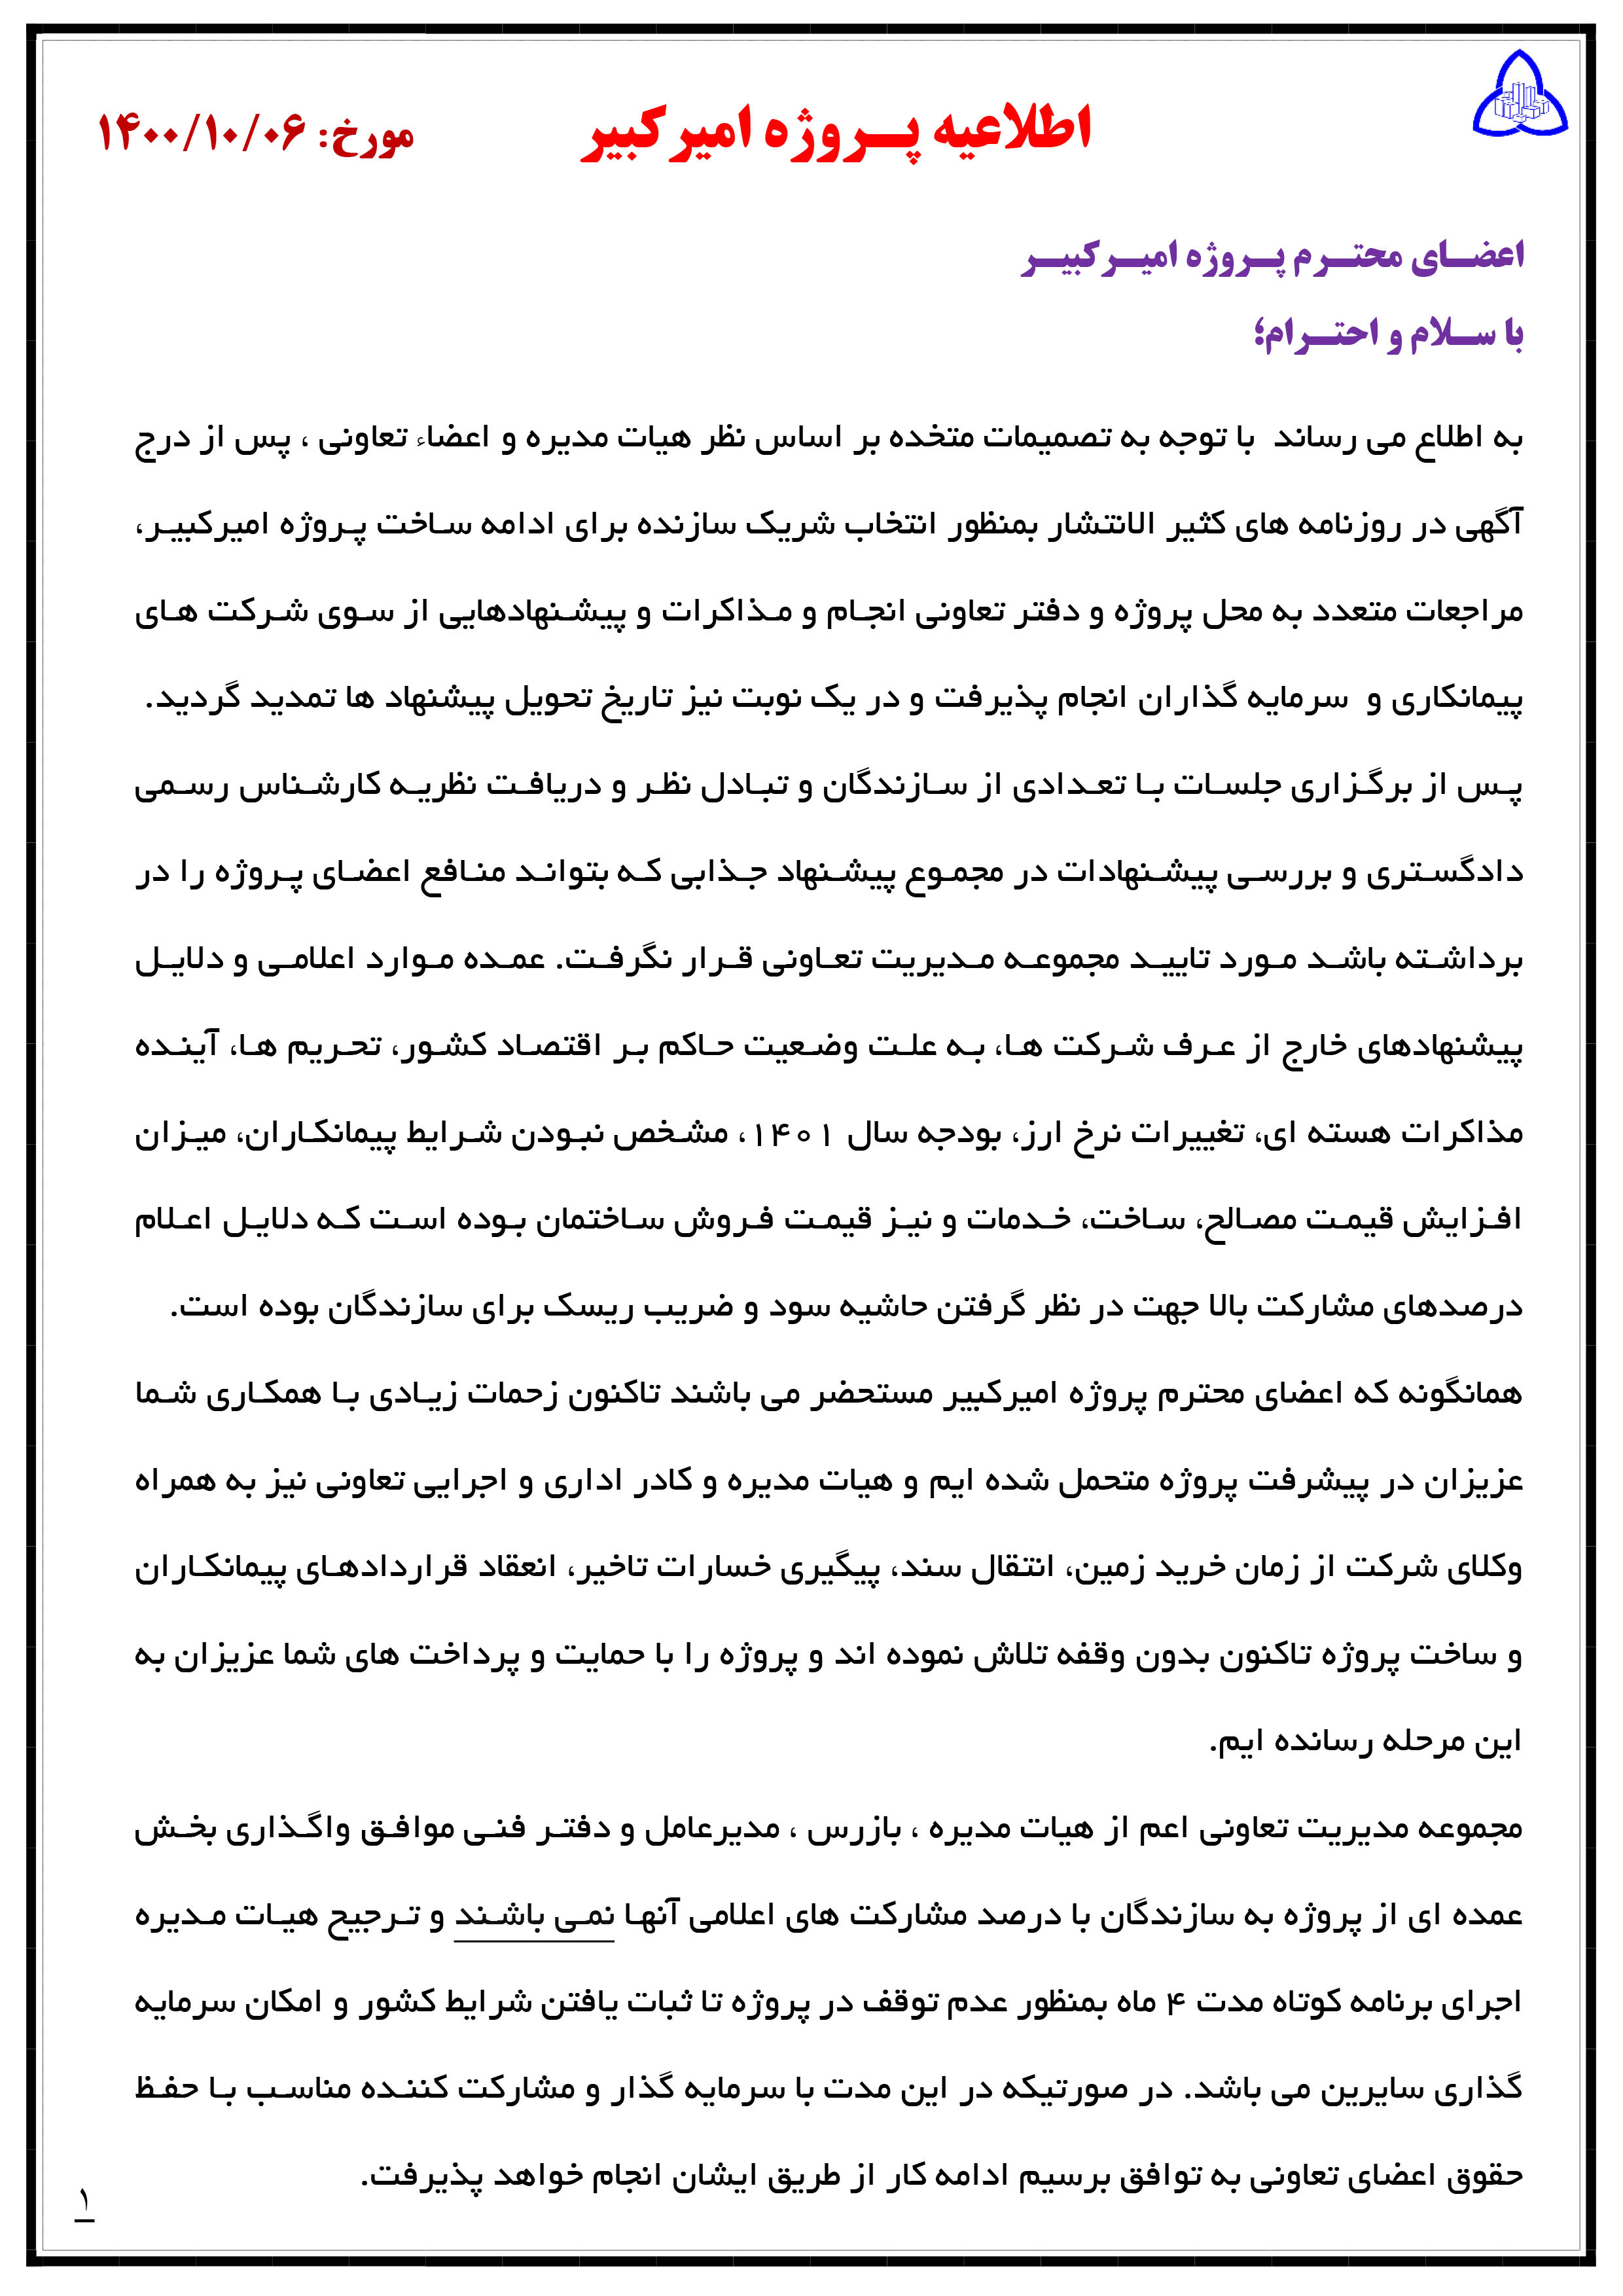 اطلاعیه پـــروژه امیرکبیر
مورخ: ۱۴۰۰/۱۰/۰۶
اعضــای محتــرم پــروژه امیــرکبیــر
با ســلام و احتــرام؛
به اطلاع می رساند با توجه به تصمیمات متخده بر اساس نظر هیات مدیره و اعضاء تعاونی ، پس از درج
آگهی در روزنامه های کثیر الانتشار بمنظور انتخاب شریک سازنده برای ادامه ساخت پروژه امیرکبیر،
مراجعات متعدد به محل پروژه و دفتر تعاونی انجام و مذاکرات و پیشنهادهایی از سوی شرکت های
پیمانکاری و سرمایه گذاران انجام پذیرفت و در یک نوبت نیز تاریخ تحویل پیشنهاد ها تمدید گردید.
پس از برگزاری جلسات با تعدادی از سازندگان و تبادل نظر و دریافت نظریه کارشناس رسمی
دادگستری و بررسی پیشنهادات در مجموع پیشنهاد جذابی که بتواند منافع اعضای پروژه را در
برداشته باشد مورد تایید مجموعه مدیریت تعاونی قرار نگرفت. عمده موارد اعلامی و دلایل
پیشنهادهای خارج از عرف شرکت ها، به علت وضعیت حاکم بر اقتصاد کشور، تحریم ها، آینده
مذاکرات هسته ای، تغییرات نرخ ارز، بودجه سال ۱۴۰۱، مشخص نبودن شرایط پیمانکاران، میزان
افزایش قیمت مصالح، ساخت، خدمات و نیز قیمت فروش ساختمان بوده است که دلایل اعلام
درصدهای مشارکت بالا جهت در نظر گرفتن حاشیه سود و ضریب ریسک برای سازندگان بوده است.
همانگونه که اعضای محترم پروژه امیرکبیر مستحضر می باشند تاکنون زحمات زیادی با همکاری شما
عزیزان در پیشرفت پروژه متحمل شده ایم و هیات مدیره و کادر اداری و اجرایی تعاونی نیز به همراه
وکلای شرکت از زمان خرید زمین، انتقال سند، پیگیری خسارات تاخیر، انعقاد قراردادهای پیمانکاران
و ساخت پروژه تاکنون بدون وقفه تلاش نموده اند و پروژه را با حمایت و پرداخت های شما عزیزان به
این مرحله رسانده ایم.
مجموعه مدیریت تعاونی اعم از هیات مدیره ، بازرس ، مدیرعامل و دفتر فنی موافق واگذاری بخش
عمده ای از پروژه به سازندگان با درصد مشارکت های اعلامی آنها نمی باشند و ترجیح هیات مدیره
اجرای برنامه کوتاه مدت ۴ ماه بمنظور عدم توقف در پروژه تا ثبات یافتن شرایط کشور و امکان سرمایه
گذاری سایرین می باشد. در صورتیکه در این مدت با سرمایه گذار و مشارکت کننده مناسب با حفظ
حقوق اعضای تعاونی به توافق برسیم ادامه کار از طریق ایشان انجام خواهد پذیرفت.
۱